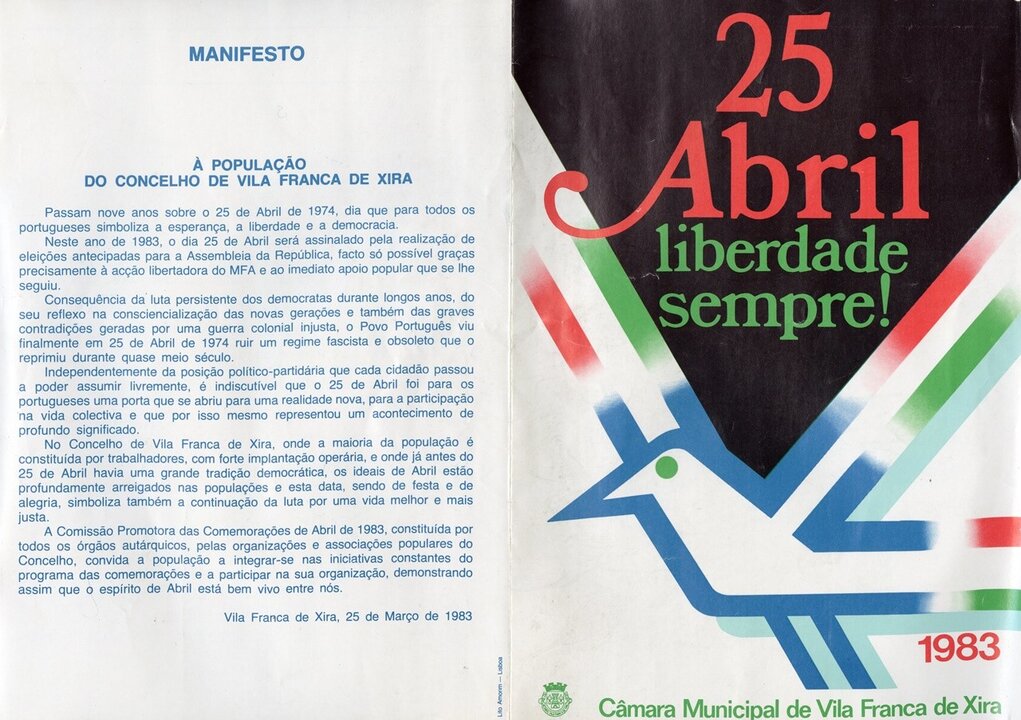 MANIFESTO
À POPULAÇÃO
DO CONCELHO DE VILA FRANCA DE XIRA
Passam nove anos sobre o 25 de Abril de 1974, dia que para todos os
portugueses simboliza a esperança, a liberdade e a democracia.
Neste ano de 1983, o dia 25 de Abril será assinalado pela realização de
eleições antecipadas para a Assembleia da República, facto só possível graças
precisamente à acção libertadora do MFA e ao imediato apoio popular que se lhe
seguiu.
Consequência da luta persistente dos democratas durante longos anos, do
seu reflexo na consciencialização das novas gerações e também das graves
contradições geradas por uma guerra colonial injusta, o Povo Português viu
finalmente em 25 de Abril de 1974 ruir um regime fascista e obsoleto que o
reprimiu durante quase meio século.
Independentemente da posição político-partidária que cada cidadão passou
a poder assumir livremente, é indiscutível que o 25 de Abril foi para os
portugueses uma porta que se abriu para uma realidade nova, para a participação
na vida colectiva e que por isso mesmo representou um acontecimento de
profundo significado.
No Concelho de Vila Franca de Xira, onde a maioria da população é
constituída por trabalhadores, com forte implantação operária, e onde já antes do
25 de Abril havia uma grande tradição democrática, os ideais de Abril estão
profundamente arreigados nas populações e esta data, sendo de festa e de
alegria, simboliza também a continuação da luta por uma vida melhor e mais
justa.
A Comissão Promotora das Comemorações de Abril de 1983, constituída por
todos os órgãos autárquicos, pelas organizações e associações populares do
Concelho, convida a população a integrar-se nas iniciativas constantes do
programa das comemorações e a participar na sua organização, demonstrando
assim que o espírito de Abril está bem vivo entre nós.
Vila Franca de Xira, 25 de Março de 1983
Lito Amorim — Lisboa
25
Abril
liberdade
sempre!
1983
Câmara Municipal de Vila Franca de Xira